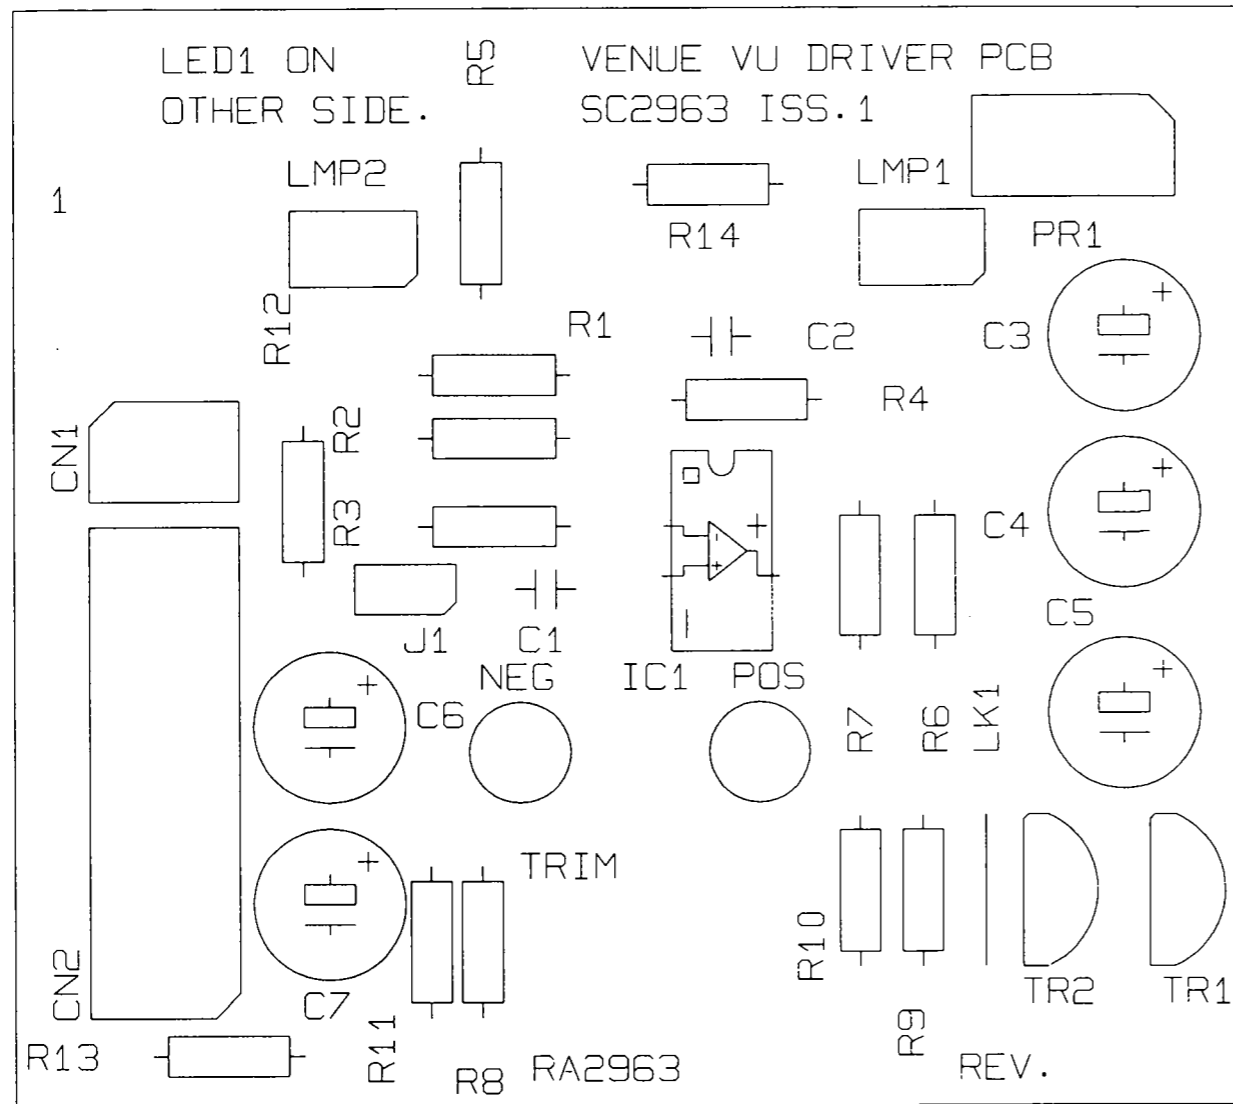 LED1 ON
OTHER SIDE.
R5
VENUE VU DRIVER PCB
SC2963 ISS.1
LMP2
LMP1
1
R14
PR1
R12
R1
C2
C3
R4
CN1
R2
R3
C4
J1
C1
C5
NEG
IC1
POS
C6
R7
R6
LK1
TRIM
R10
CN2
C7
TR2
TR1
R13
R11
R8
RA2963
R9
REV.